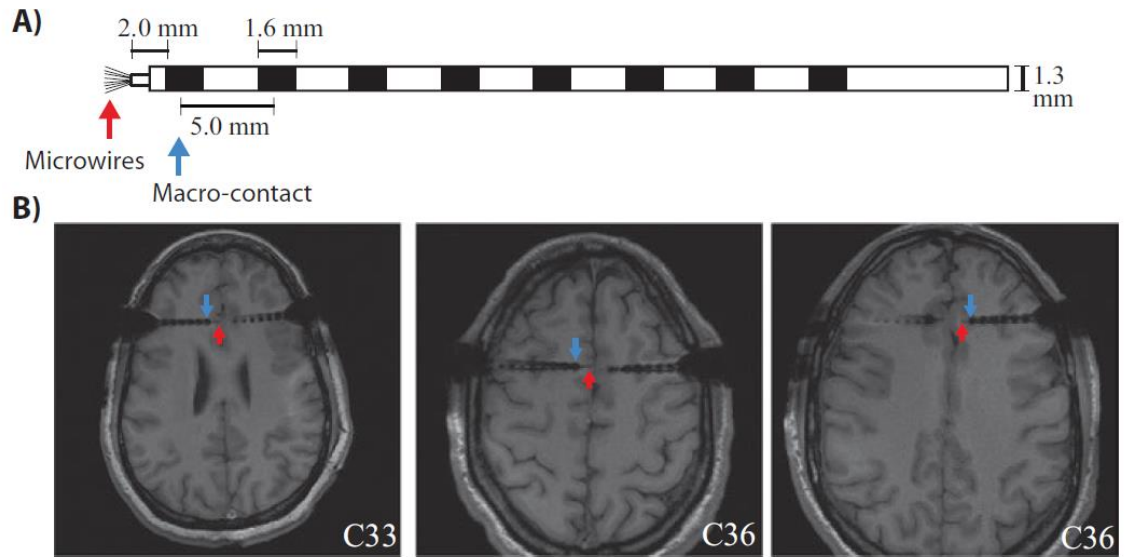 A)
2.0 mm
1.6 mm
1.3
mm
5.0 mm
Microwires
Macro-contact
B)
C33
C36
C36